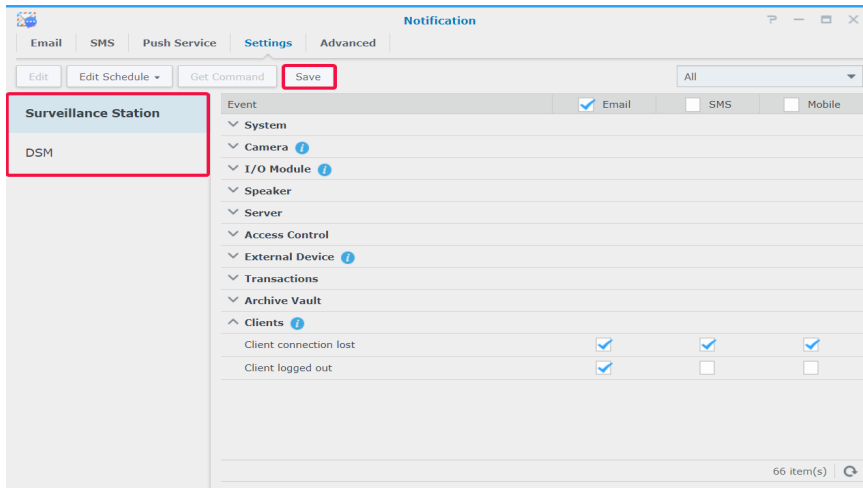 Notification
Email SMS Push Service Settings Advanced
Edit Edit Schedule Get Command Save All
Surveillance Station
DSM
Event Email SMS Mobile
System
Camera
I/O Module
Speaker
Server
Access Control
External Device
Transactions
Archive Vault
Clients
Client connection lost
Client logged out
66 item(s)